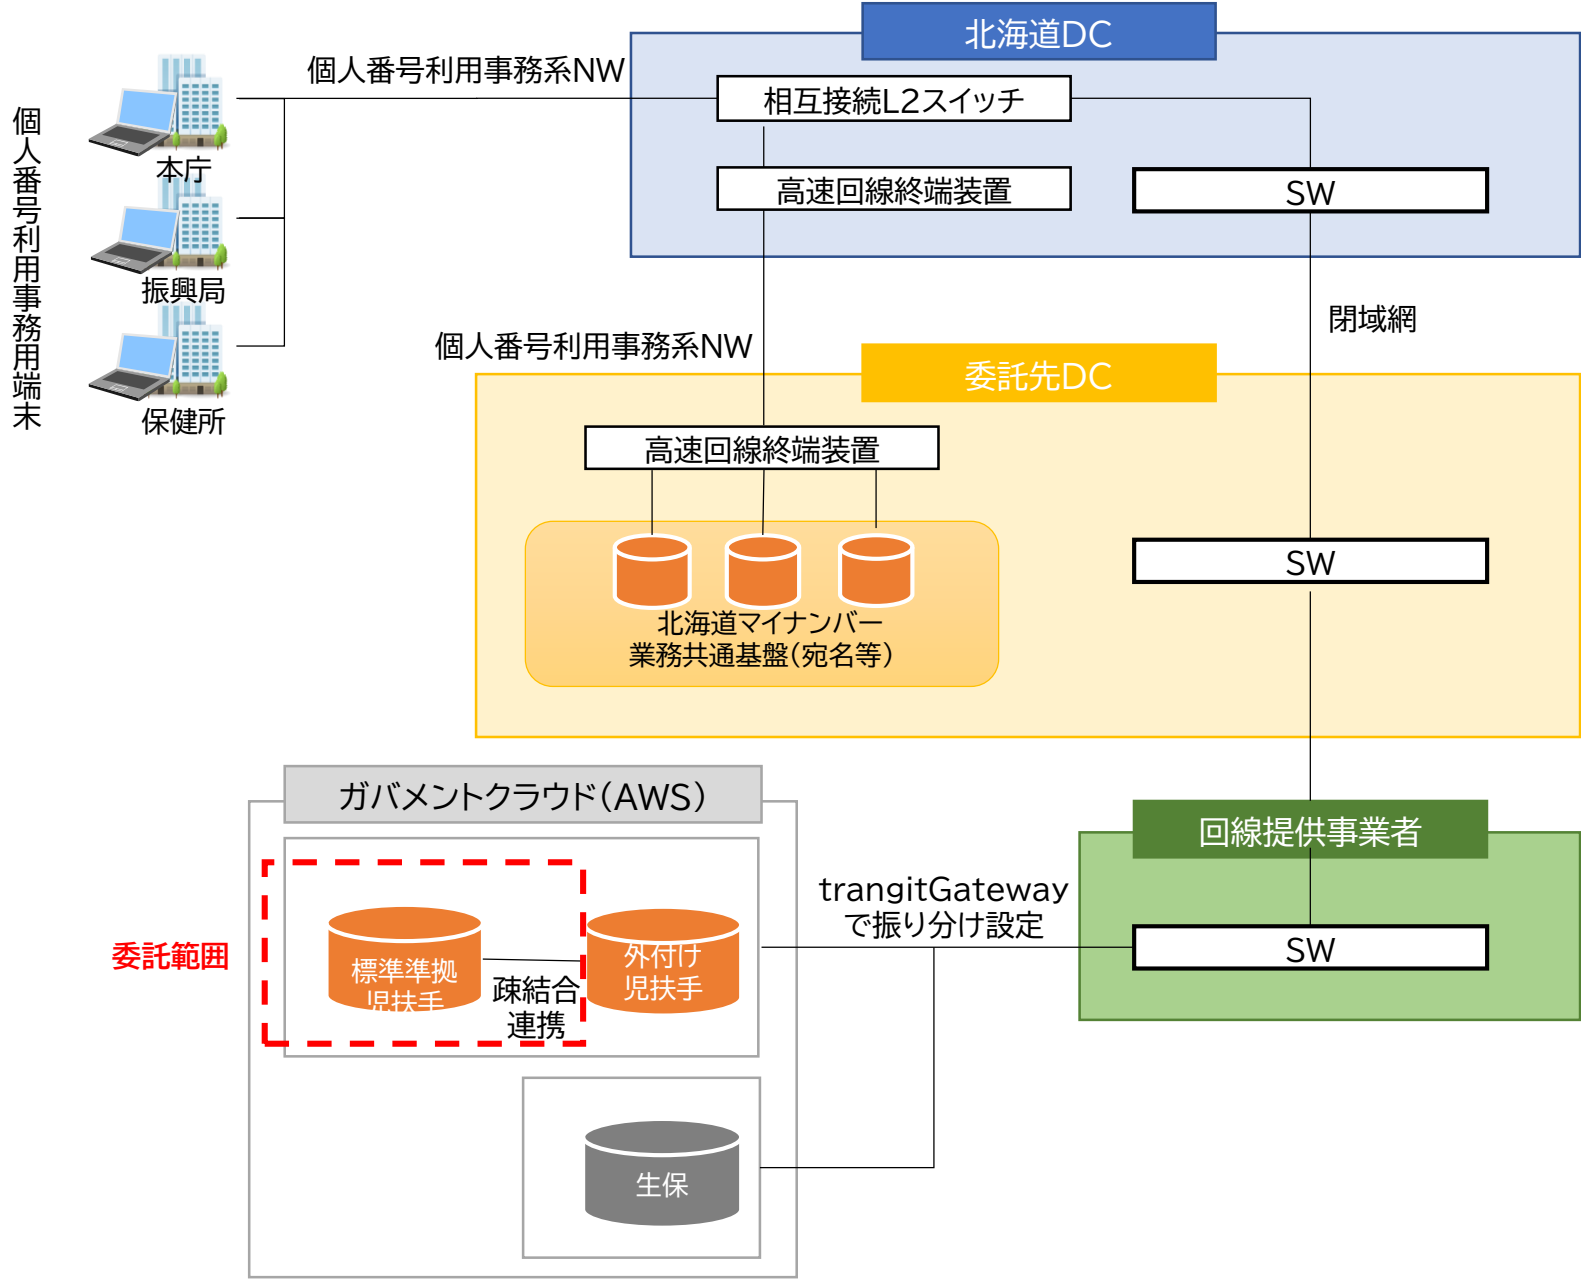 北海道DC
個人番号利用事務系NW
相互接続L2スイッチ
高速回線終端装置
SW
個人番号利用事務用端末
本庁
振興局
保健所
閉域網
個人番号利用事務系NW
委託先DC
高速回線終端装置
SW
北海道マイナンバー
業務共通基盤(宛名等)
ガバメントクラウド(AWS)
回線提供事業者
trangitGateway
で振り分け設定
SW
委託範囲
標準準拠
児扶手
疎結合
連携
外付け
児扶手
生保